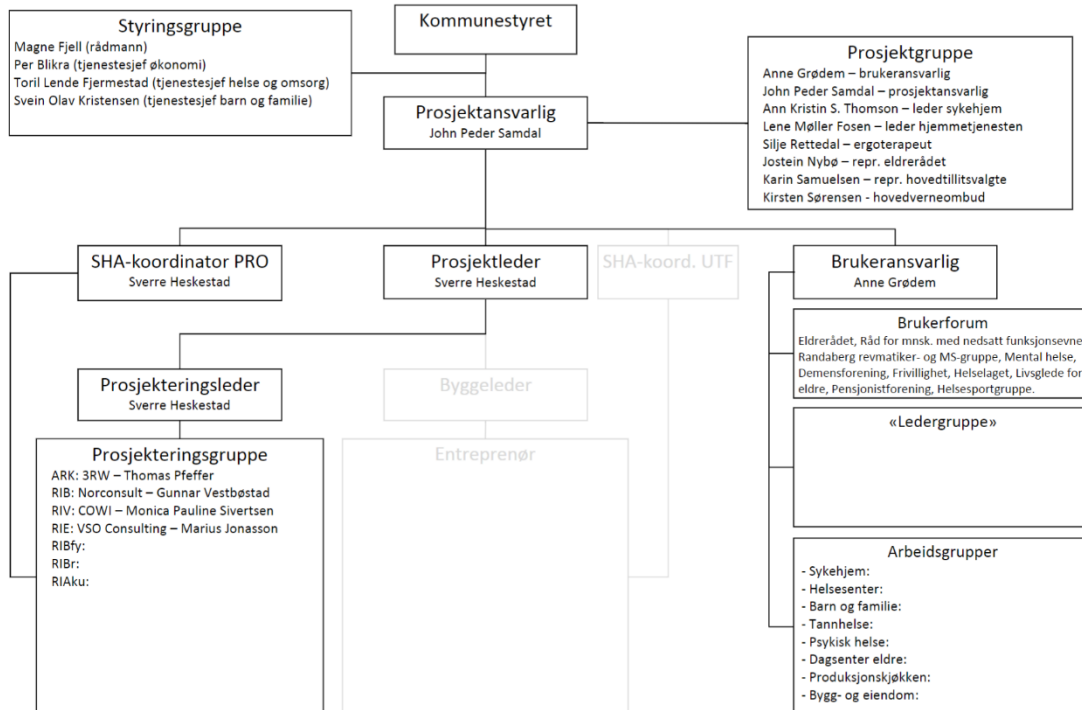 Styringsgruppe
Magne Fjell (rådmann)
Per Blikra (tjenestesjef økonomi)
Toril Lende Fjermestad (tjenestesjef helse og omsorg)
Svein Olav Kristensen (tjenestesjef barn og familie)
Kommunestyret
Prosjektansvarlig
John Peder Samdal
Prosjektgruppe
Anne Grødem – brukeransvarlig
John Peder Samdal – prosjektansvarlig
Ann Kristin S. Thomson – leder sykehjem
Lene Møller Fosen – leder hjemmetjenesten
Silje Rettedal – ergoterapeut
Jostein Nybø – repr. eldrerådet
Karin Samuelsen – repr. hovedtillitsvalgte
Kirsten Sørensen - hovedverneombud
SHA-koordinator PRO
Sverre Heskestad
Prosjektleder
Sverre Heskestad
SHA-koord. UTF
Brukeransvarlig
Anne Grødem
Prosjekteringsleder
Sverre Heskestad
Byggeleder
Brukerforum
Eldrerådet, Råd for mnsk. med nedsatt funksjonsevne
Randaberg revmatiker- og MS-gruppe, Mental helse,
Demensforening, Frivillighet, Helselaget, Livsglede for
eldre, Pensjonistforening, Helsesportgruppe.
Prosjekteringsgruppe
ARK: 3RW – Thomas Pfeffer
RIB: Norconsult – Gunnar Vestbøstad
RIV: COWI – Monica Pauline Sivertsen
RIE: VSO Consulting – Marius Jonasson
RIBfy:
RIBr:
RIAku:
Entreprenør
«Ledergruppe»
Arbeidsgrupper
- Sykehjem:
- Helsesenter:
- Barn og familie:
- Tannhelse:
- Psykisk helse:
- Dagsenter eldre:
- Produksjonskjøkken:
- Bygg- og eiendom: